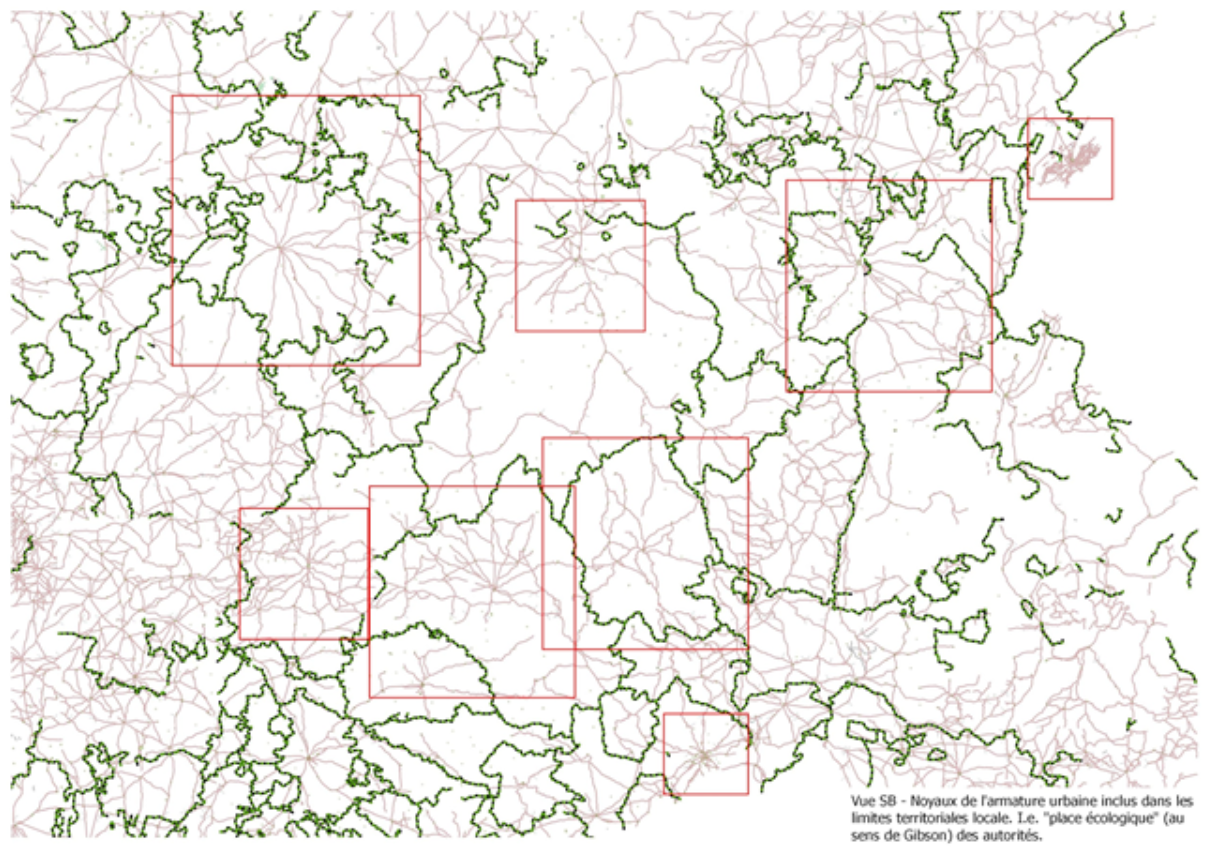 Vue SB - Noyaux de l'armature urbaine inclus dans les
limites territoriales locale. I.e. "place écologique" (au
sens de Gibson) des autorités.